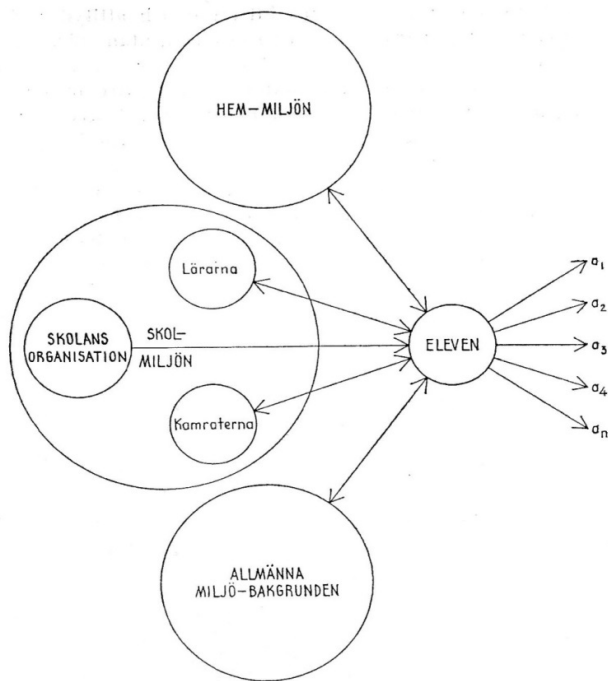 HEM-MILJÖN
Lärarna
SKOLANS
ORGANISATION
SKOL-
MILJÖN
Kamraterna
ELEVEN
a1
a2
a3
a4
an
ALLMÄNNA
MILJÖ-BAKGRUNDEN